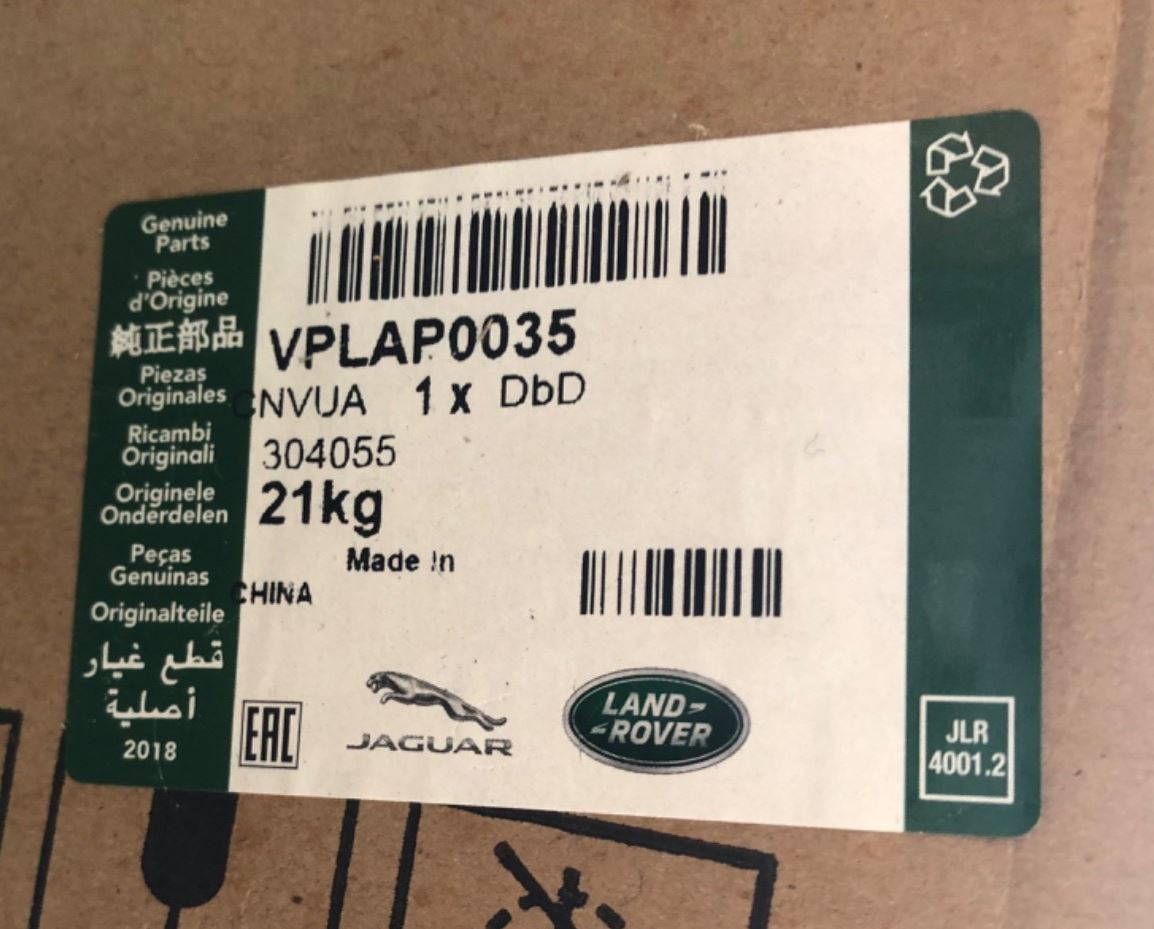 Genuine
Parts
Pièces
d'Origine
純正部品
Piezas
Originales
Ricambi
Originali
Originele
Onderdelen
Peças
Genuinas
Originalteile
قطع غيار
أصلية
2018
VPLAP0035
CNVUA 1 x DbD
304055
21kg
Made In
CHINA
EAC
JAGUAR
LAND-
-ROVER
JLR
4001.2